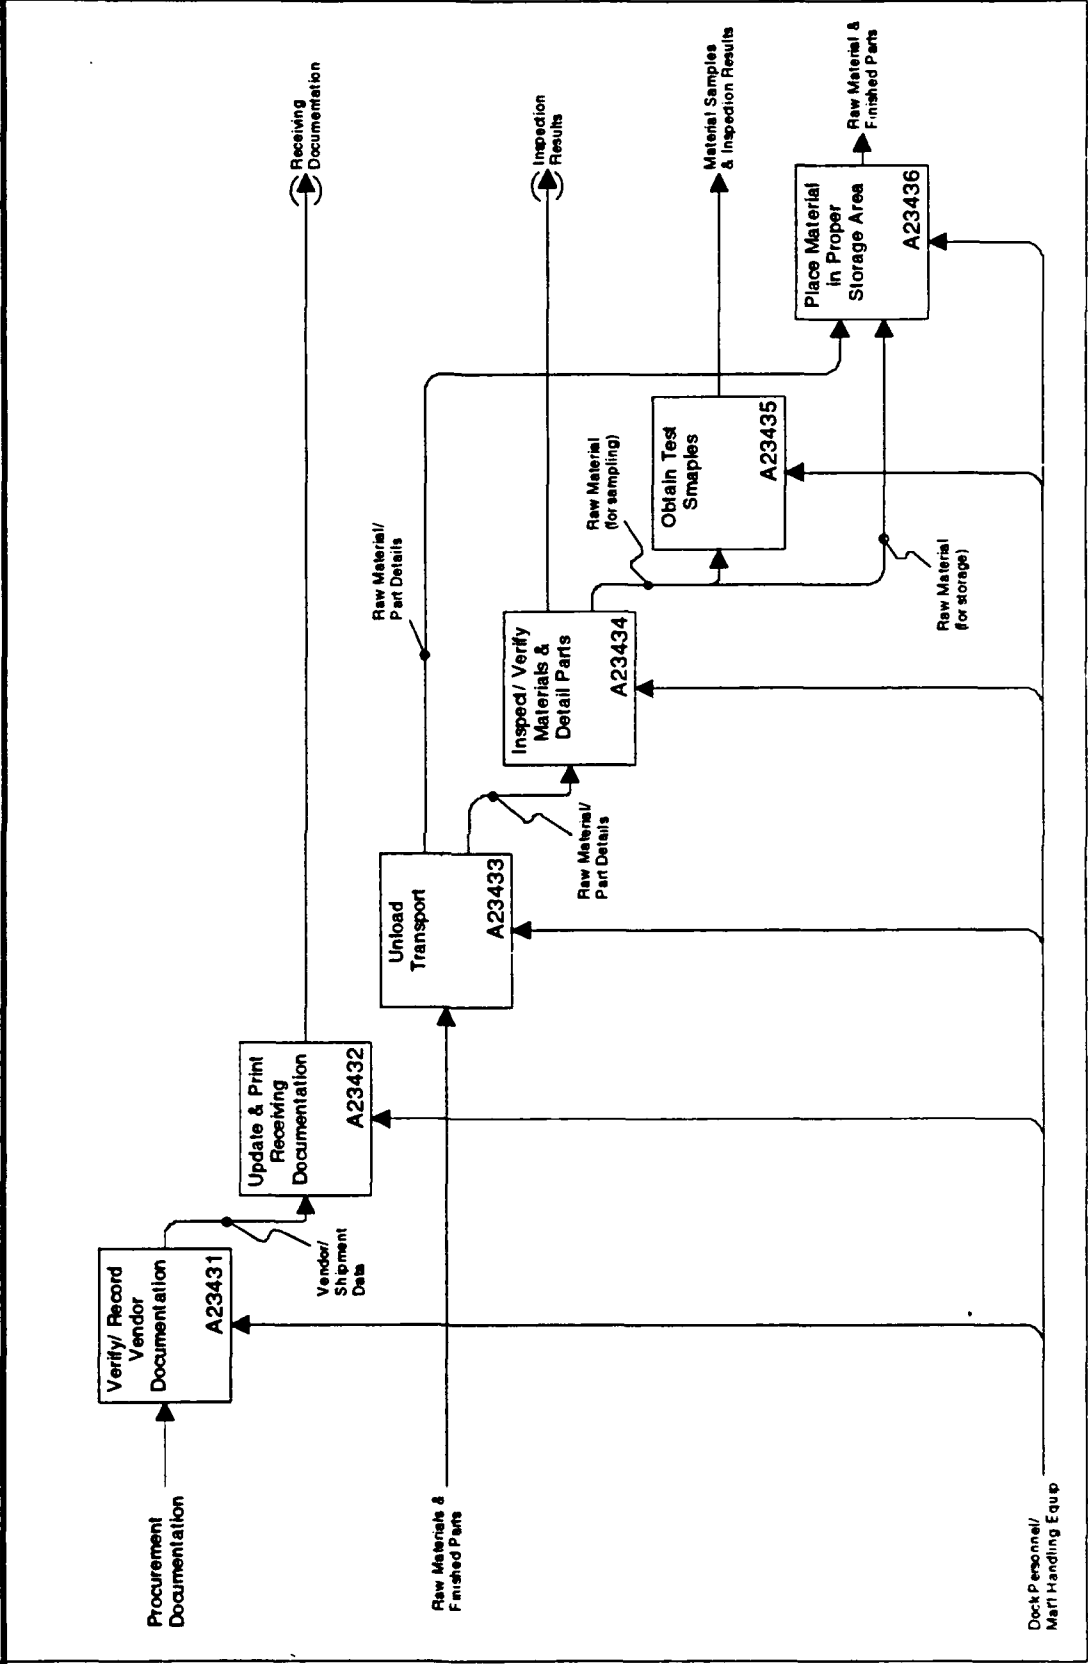 Procurement
Documentation
Verify/ Record
Vendor
Documentation
A23431
Vendor/
Shipment
Data
Update & Print
Receiving
Documentation
A23432
Receiving
Documentation
Raw Materials &
Finished Parts
Unload
Transport
A23433
Raw Material/
Part Details
Raw Material/
Part Details
Inspect/ Verify
Materials &
Detail Parts
A23434
Inspection
Results
Raw Material
(for sampling)
Obtain Test
Smaples
A23435
Material Samples
& Inspection Results
Raw Material
(for storage)
Place Material
in Proper
Storage Area
A23436
Raw Material &
Finished Parts
Dock Personnel/
Mat'l Handling Equip